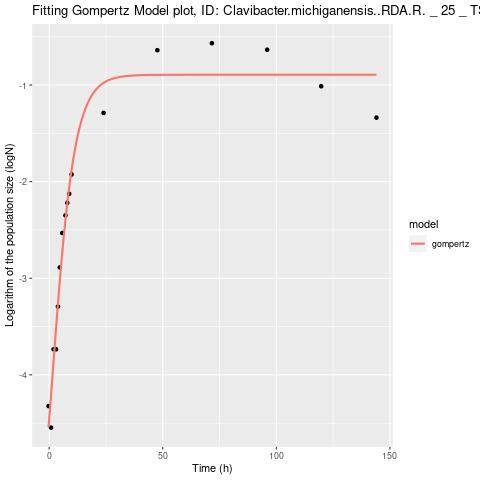 Fitting Gompertz Model plot, ID: Clavibacter.michiganensis..RDA.R. _ 25 _ TS
Logarithm of the population size (logN)
-1
-2
-3
-4
0
50
100
150
Time (h)
model
gompertz